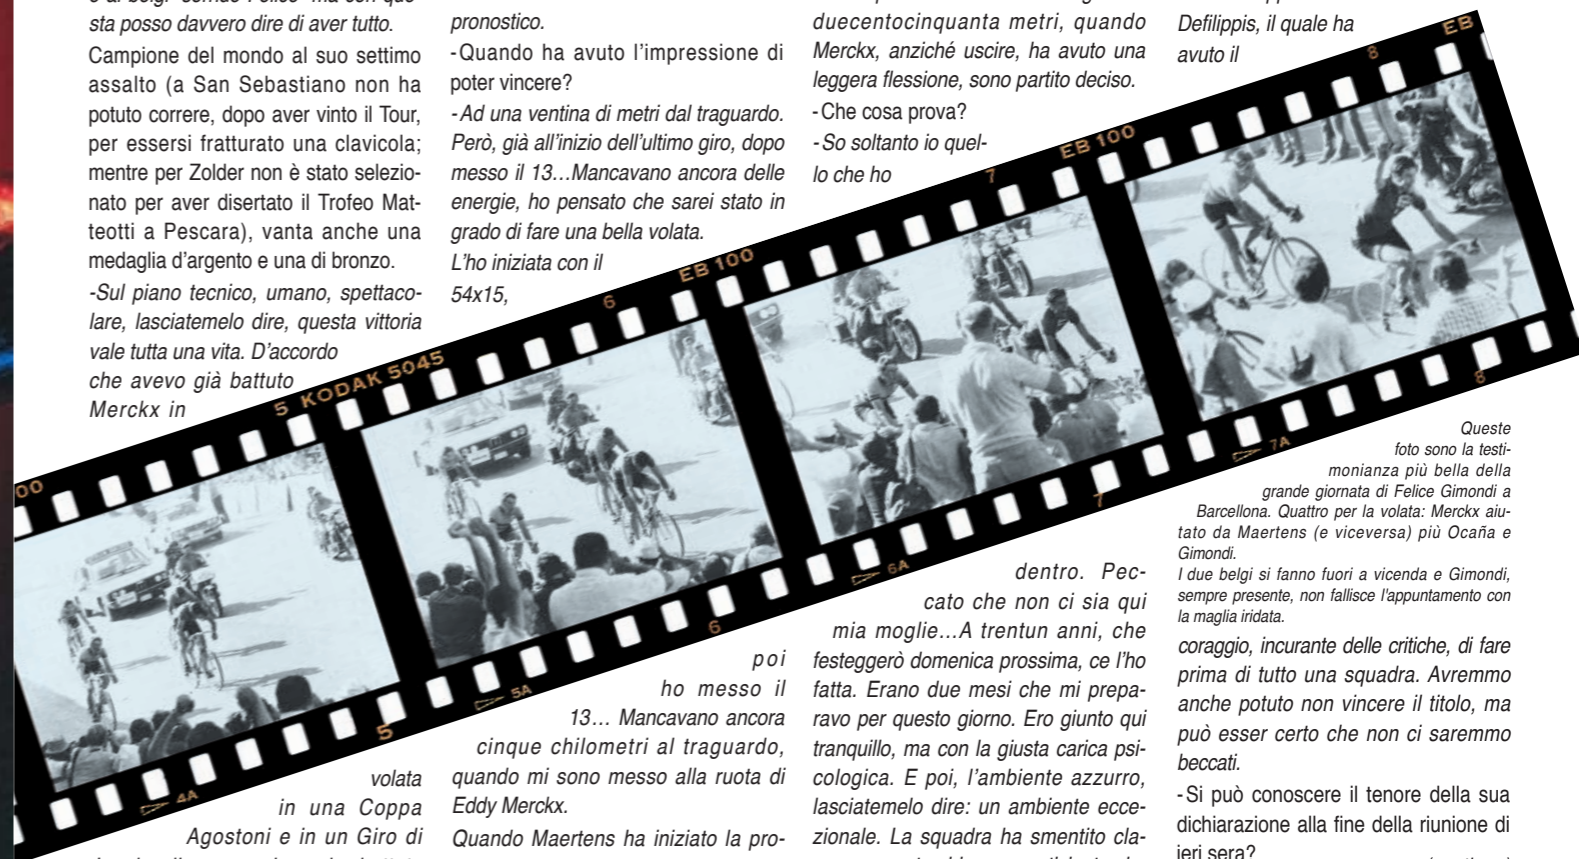 sta posso davvero dire di aver tutto.
Campione del mondo al suo settimo
assalto (a San Sebastiano non ha
potuto correre, dopo aver vinto il Tour,
per essersi fratturato una clavicola;
mentre per Zolder non è stato selezio-
nato per aver disertato il Trofeo Mat-
teotti a Pescara), vanta anche una
medaglia d'argento e una di bronzo.
-Sul piano tecnico, umano, spettaco-
lare, lasciatemelo dire, questa vittoria
vale tutta una vita. D'accordo
che avevo già battuto
Merckx in
volata
in una Coppa
Agostoni e in un Giro di
pronostico.
-Quando ha avuto l'impressione di
poter vincere?
-Ad una ventina di metri dal traguardo.
Però, già all'inizio dell'ultimo giro, dopo
messo il 13...Mancavano ancora delle
energie, ho pensato che sarei stato in
grado di fare una bella volata.
L'ho iniziata con il
54x15,
poi
ho messo il
13... Mancavano ancora
cinque chilometri al traguardo,
quando mi sono messo alla ruota di
Eddy Merckx.
Quando Maertens ha iniziato la pro-
duecentocinquanta metri, quando
Merckx, anziché uscire, ha avuto una
leggera flessione, sono partito deciso.
-Che cosa prova?
-So soltanto io quel-
lo che ho
dentro. Pec-
cato che non ci sia qui
mia moglie...A trentun anni, che
festeggerò domenica prossima, ce l'ho
fatta. Erano due mesi che mi prepa-
ravo per questo giorno. Ero giunto qui
tranquillo, ma con la giusta carica psi-
cologica. E poi, l'ambiente azzurro,
lasciatemelo dire: un ambiente ecce-
zionale. La squadra ha smentito cla-
Defilippis, il quale ha
avuto il
Queste
foto sono la testi-
monianza più bella della
grande giornata di Felice Gimondi a
Barcellona. Quattro per la volata: Merckx aiu-
tato da Maertens (e viceversa) più Ocaña e
Gimondi.
I due belgi si fanno fuori a vicenda e Gimondi,
sempre presente, non fallisce l'appuntamento con
la maglia iridata.
coraggio, incurante delle critiche, di fare
prima di tutto una squadra. Avremmo
anche potuto non vincere il titolo, ma
può esser certo che non ci saremmo
beccati.
-Si può conoscere il tenore della sua
dichiarazione alla fine della riunione di
ieri sera?
00
5 KODAK 5045
6
EB 100
7
EB 100
8
EB
4A
5
5A
6
6A
7
7A
8